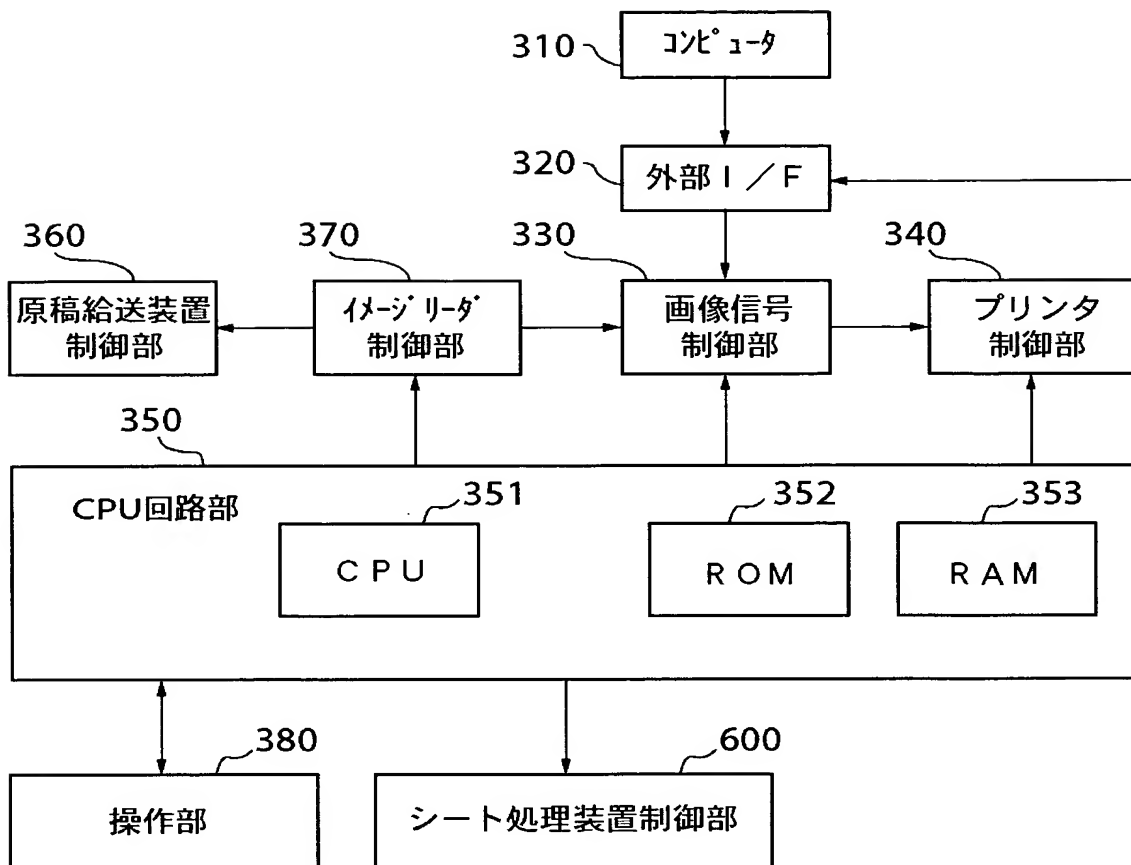 310
コンピュータ
320
外部I/F
360
370
330
340
原稿給送装置
制御部
イメージリーダ
制御部
画像信号
制御部
プリンタ
制御部
350
CPU回路部
351
352
353
CPU
ROM
RAM
380
600
操作部
シート処理装置制御部